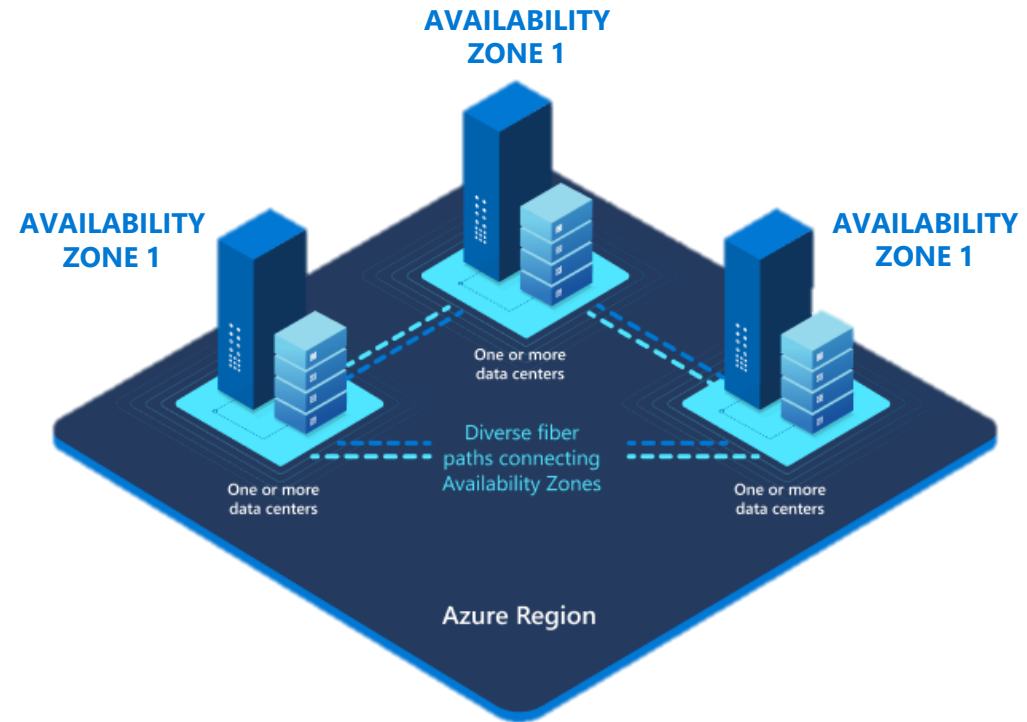 AVAILABILITY
ZONE 1
AVAILABILITY
ZONE 1
AVAILABILITY
ZONE 1
One or more
data centers
Diverse fiber
paths connecting
Availability Zones
One or more
data centers
One or more
data centers
Azure Region